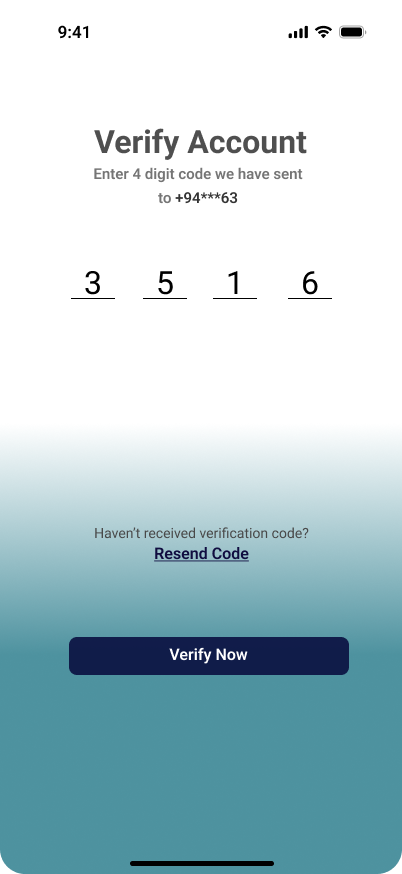 9:41
Verify Account
Enter 4 digit code we have sent
to +94***63
3 5 1 6
Haven't received verification code?
Resend Code
Verify Now